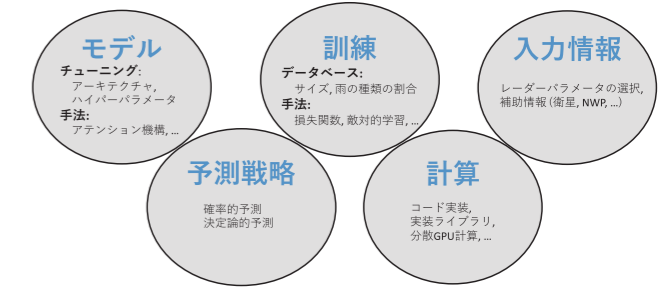 モデル
チューニング:
アーキテクチャ,
ハイパーパラメータ
手法:
アテンション機構, ...
訓練
データベース:
サイズ, 雨の種類の割合
手法:
損失関数, 敵対的学習, ...
入力情報
レーダーパラメータの選択,
補助情報 (衛星, NWP, ...)
予測戦略
確率的予測
決定論的予測
計算
コード実装,
実装ライブラリ,
分散GPU計算, ...